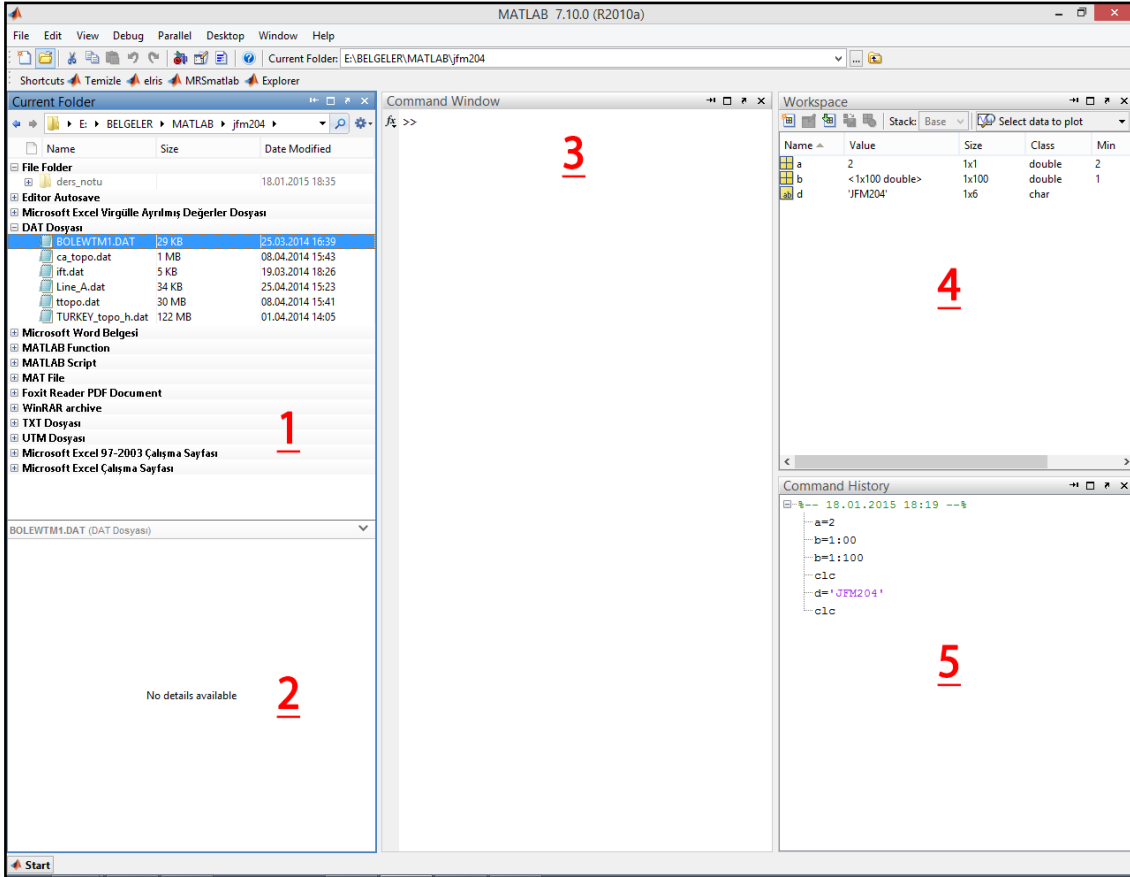 MATLAB 7.10.0 (R2010a)
File Edit View Debug Parallel Desktop Window Help
Current Folder: E:\BELGELER\MATLAB\jfm204
Shortcuts Temizle elris MRSmatlab Explorer
Current Folder
E: BELGELER MATLAB jfm204
Name Size Date Modified
File Folder
ders_notu 18.01.2015 18:35
Editor Autosave
Microsoft Excel Virgülle Ayrılmış Değerler Dosyası
DAT Dosyası
BOLEWTM1.DAT 29 KB 25.03.2014 16:39
ca_topo.dat 1 MB 08.04.2014 15:43
ift.dat 5 KB 19.03.2014 18:26
Line_A.dat 34 KB 25.04.2014 15:23
ttopo.dat 30 MB 08.04.2014 15:41
TURKEY_topo_h.dat 122 MB 01.04.2014 14:05
Microsoft Word Belgesi
MATLAB Function
MATLAB Script
MAT File
Foxit Reader PDF Document
WinRAR archive
TXT Dosyası
UTM Dosyası
Microsoft Excel 97-2003 Çalışma Sayfası
Microsoft Excel Çalışma Sayfası
1
BOLEWTM1.DAT (DAT Dosyası)
No details available
2
Command Window
fx >>
3
Workspace
Stack: Base Select data to plot
Name Value Size Class Min
a 2 1x1 double 2
b <1x100 double> 1x100 double 1
ab d 'JFM204' 1x6 char
4
Command History
%-- 18.01.2015 18:19 --%
a=2
b=1:00
b=1:100
clc
d='JFM204'
clc
5
Start